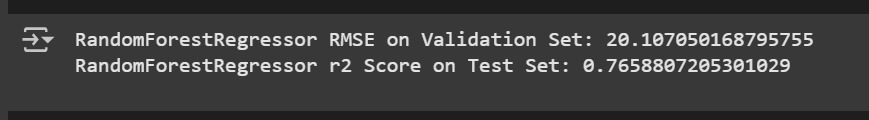 RandomForestRegressor RMSE on Validation Set: 20.107050168795755
RandomForestRegressor r2 Score on Test Set: 0.7658807205301029